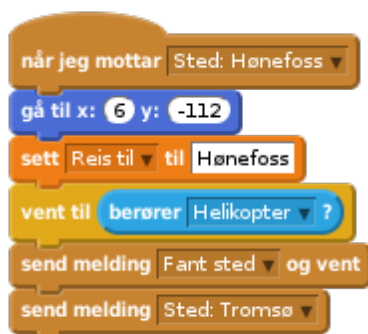 når jeg mottar Sted: Hønefoss
gå til x: 6 y: -112
sett Reis til til Hønefoss
vent til berører Helikopter ?
send melding Fant sted og vent
send melding Sted: Tromsø